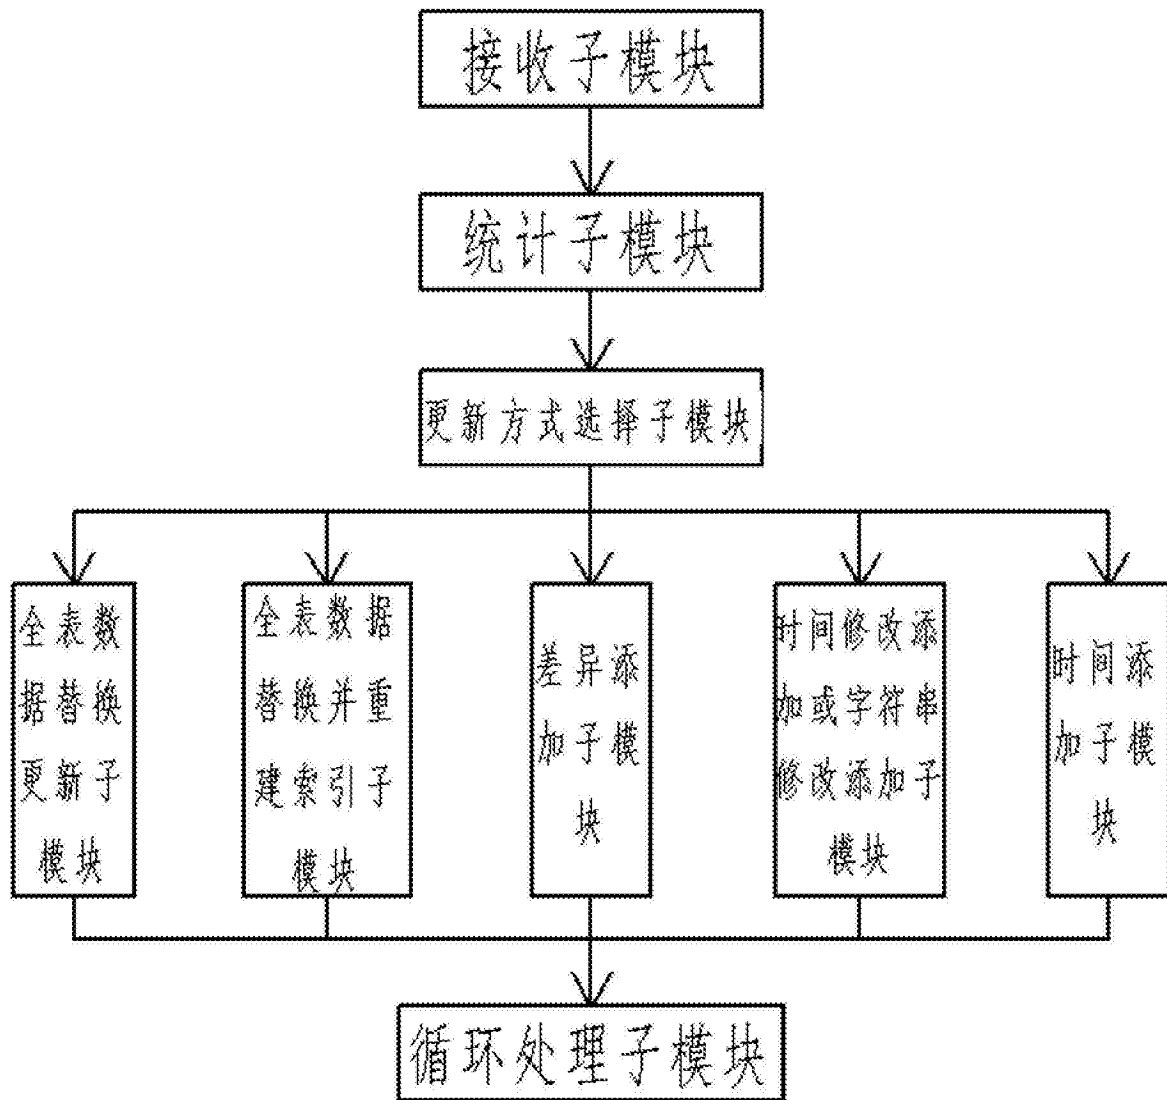 接收子模块
统计子模块
更新方式选择子模块
全表数
据替换
更新子
模块
全表数据
替换并重
建索引子
模块
差异添
加子模
块
时间修改添
加或字符串
修改添加子
模块
时间添
加子模
块
循环处理子模块